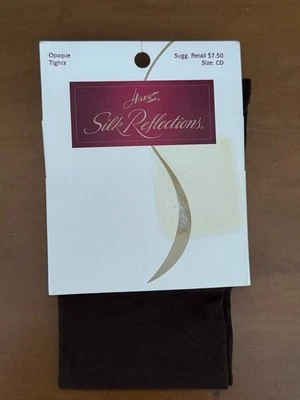 Opaque
Tights
Sugg. Retail $7.50
Size: CD
Hanes®
Silk Reflections®